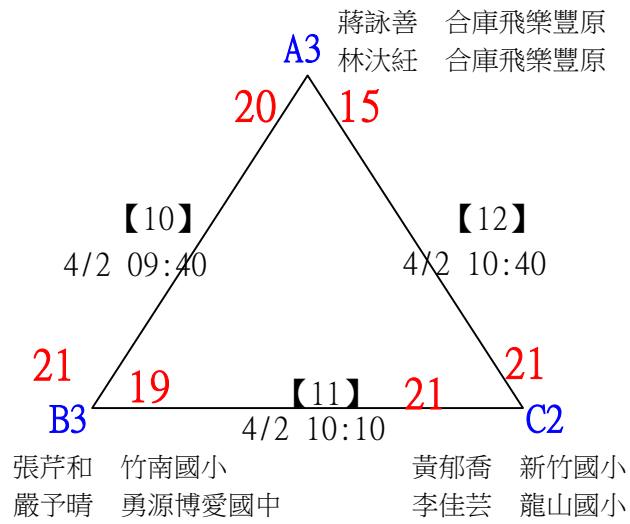 蔣詠善 合庫飛樂豐原
A3
林汏紝 合庫飛樂豐原
20 15
【10】 【12】
4/2 09:40 4/2 10:40
21 19 【11】 21 21
B3 4/2 10:10 C2
張芹和 竹南國小 黃郁喬 新竹國小
嚴予晴 勇源博愛國中 李佳芸 龍山國小